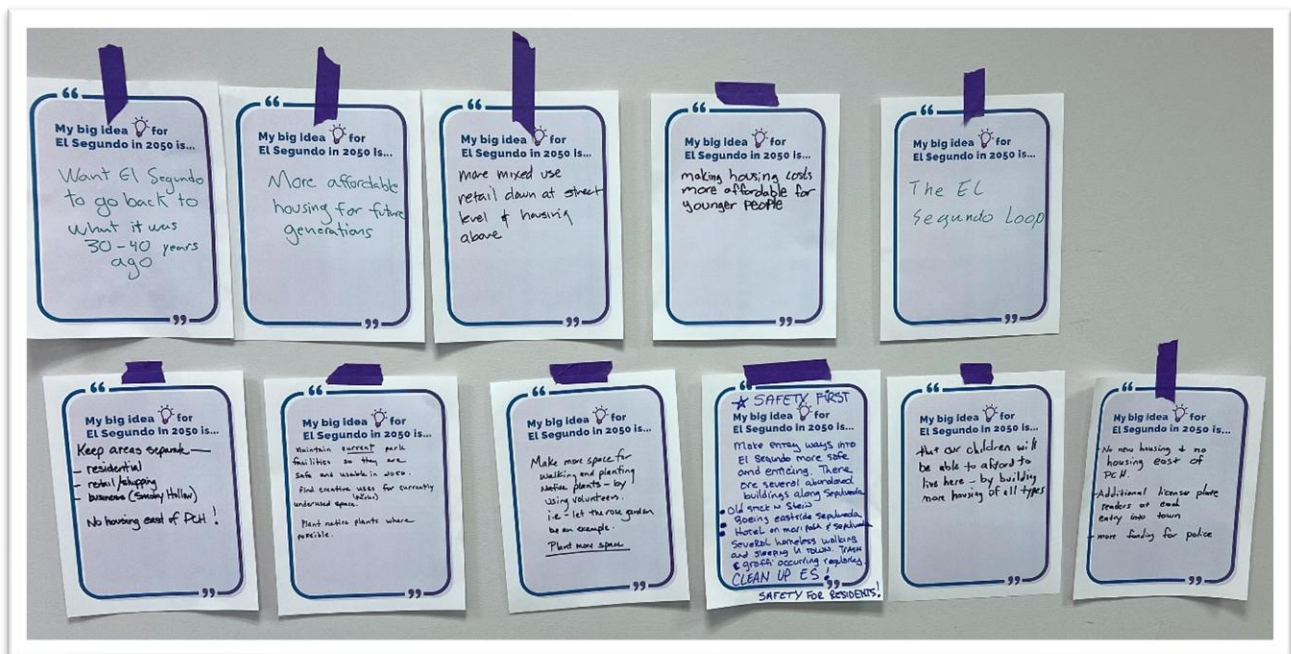 “
My big idea for
El Segundo in 2050 is...
Want El Segundo
to go back to
what it was
30-40 years
ago
”
“
My big idea for
El Segundo in 2050 is...
More affordable
housing for future
generations
”
“
My big idea for
El Segundo in 2050 is...
more mixed use
retail down at street
level & housing
above
”
“
My big idea for
El Segundo in 2050 is...
making housing costs
more affordable for
younger people
”
“
My big idea for
El Segundo in 2050 is...
The EL
Segundo Loop
”
“
My big idea for
El Segundo in 2050 is...
Keep areas separate —
- residential
- retail/shopping
- business (Smoky Hollow)
No housing east of PCH!
”
“
My big idea for
El Segundo in 2050 is...
Maintain current park
facilities so they are
safe and usable in 2050.
find creative uses for currently
underused space.
Plant native plants where
possible.
”
“
My big idea for
El Segundo in 2050 is...
Make more space for
walking and planting
Native plants - by
using volunteers.
i.e - let the rose garden
be an example.
Plant more space
”
“
★ SAFETY FIRST
My big idea for
El Segundo in 2050 is...
Make entry ways into
El Segundo more safe
and enticing. There
are several abandoned
buildings along Sepulveda
• Old Stick n Stein
• Boeing eastside Sepulveda
• Hotel on mariposa & Sepulveda
Several homeless walking
and sleeping in town. TRASH
& graffi occurring regularly.
CLEAN UP ES!
”
SAFETY FOR RESIDENTS!
“
My big idea for
El Segundo in 2050 is...
that our children will
be able to afford to
live here - by building
more housing of all types
”
“
My big idea for
El Segundo in 2050 is...
- No new housing & no
housing east of
PCH.
- Additional license plate
readers at each
entry into town
- more funding for police
”